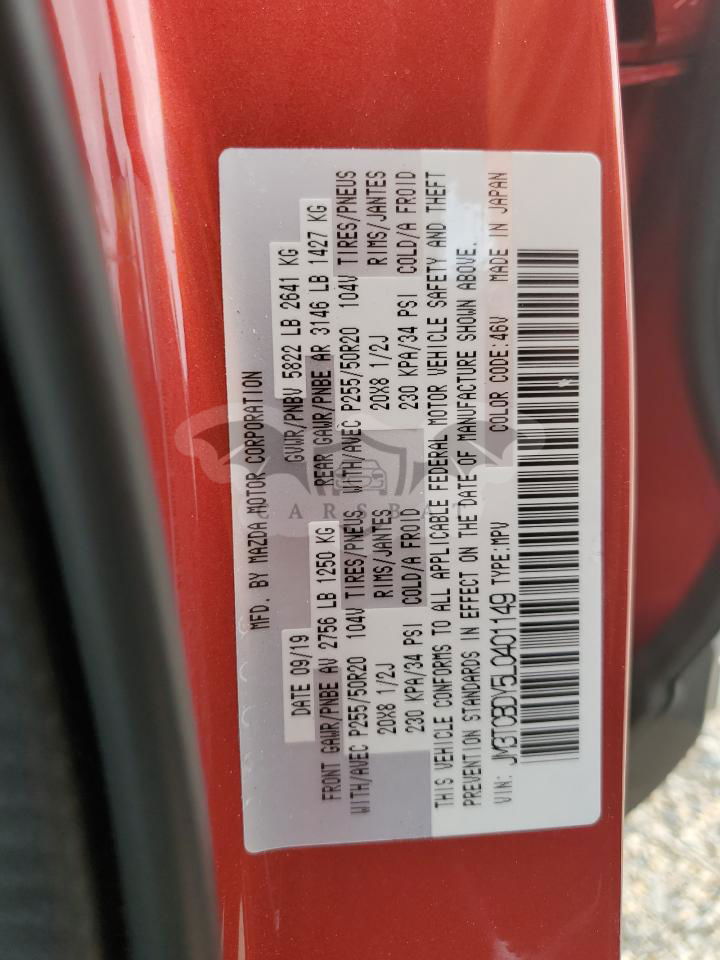 MFD. BY MAZDA MOTOR CORPORATION
DATE 09/19 GVWR/PNBV 5822 LB 2641 KG
FRONT GAWR/PNBE AV 2756 LB 1250 KG REAR GAWR/PNBE AR 3146 LB 1427 KG
WITH/AVEC P255/50R20 104V TIRES/PNEUS WITH/AVEC P255/50R20 104V TIRES/PNEUS
20X8 1/2J RIMS/JANTES 20X8 1/2J RIMS/JANTES
230 KPA/34 PSI COLD/A FROID 230 KPA/34 PSI COLD/A FROID
THIS VEHICLE CONFORMS TO ALL APPLICABLE FEDERAL MOTOR VEHICLE SAFETY AND THEFT
PREVENTION STANDARDS IN EFFECT ON THE DATE OF MANUFACTURE SHOWN ABOVE.
VIN: JM3TCBDY5L0401149 TYPE: MPV COLOR CODE: 46V MADE IN JAPAN
CARSBAT